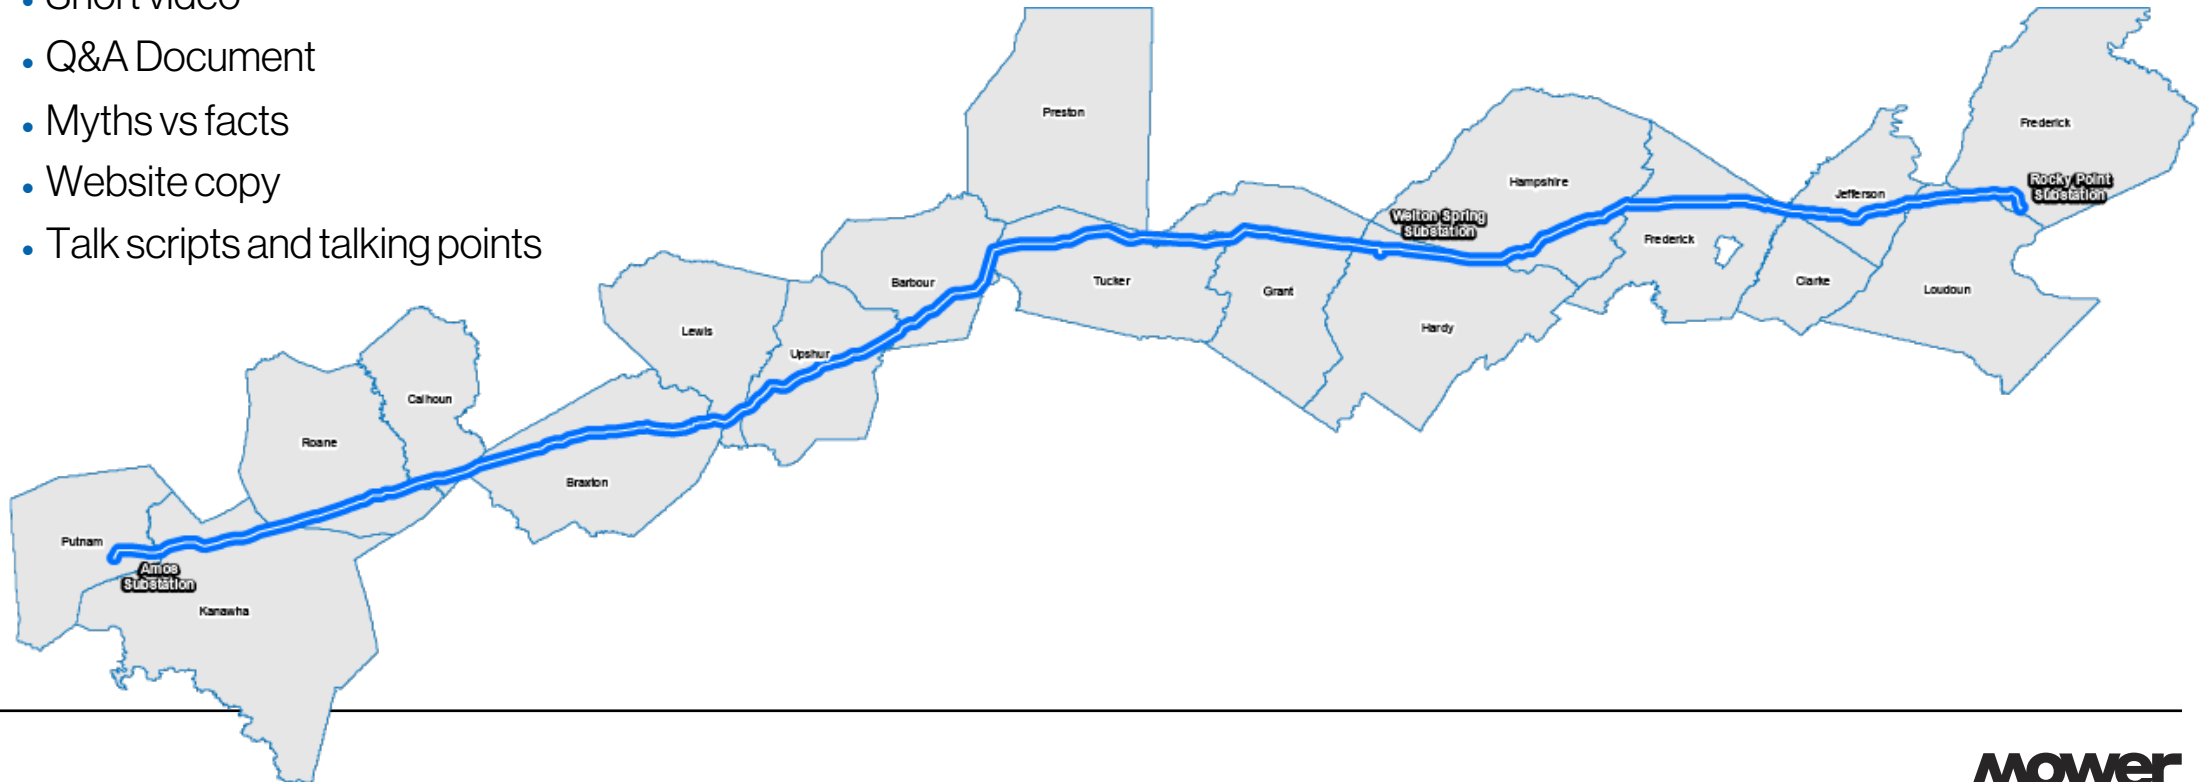 Short video
Q&A Document
Myths vs facts
Website copy
Talk scripts and talking points
Preston
Frederick
Rocky Point
Substation
Hampshire
Jefferson
Welton Spring
Substation
Frederick
Barbour
Tucker
Grant
Clarke
Loudoun
Lewis
Hardy
Upshur
Calhoun
Roane
Braxton
Putnam
Amos
Substation
Kanawha
mower